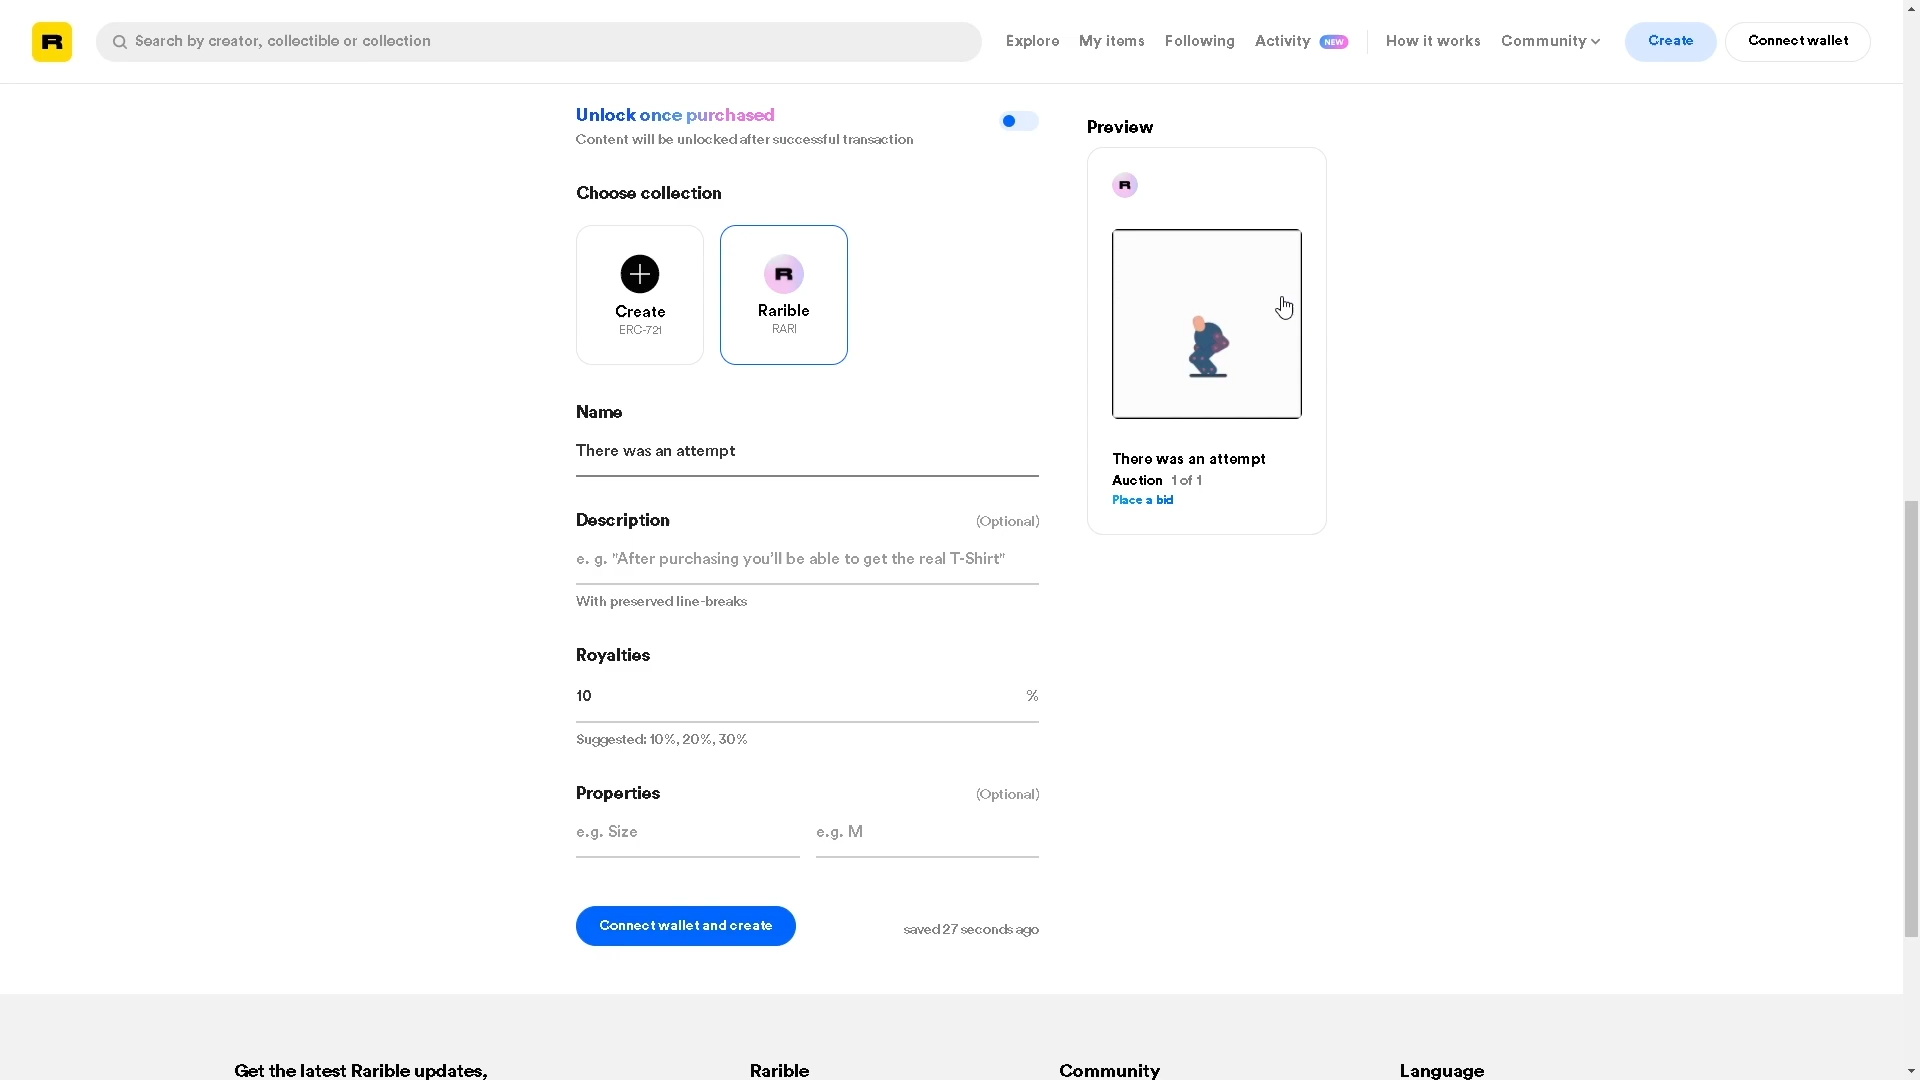 R
Search by creator, collectible or collection
Explore
My items
Following
Activity
NEW
How it works
Community
Create
Connect wallet
Unlock once purchased
Content will be unlocked after successful transaction
Choose collection
Create
ERC-721
R
Rarible
RARI
Name
There was an attempt
Description
(Optional)
e. g. "After purchasing you'll be able to get the real T-Shirt"
With preserved line-breaks
Royalties
10
%
Suggested: 10%, 20%, 30%
Properties
(Optional)
e.g. Size
e.g. M
Connect wallet and create
saved 27 seconds ago
Preview
R
There was an attempt
Auction 1 of 1
Place a bid
Get the latest Rarible updates,
Rarible
Community
Language